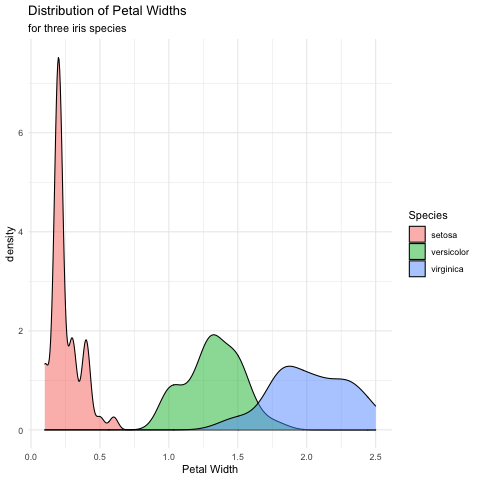 Distribution of Petal Widths
for three iris species
6
4
2
0
density
0.0 0.5 1.0 1.5 2.0 2.5
Petal Width
Species
setosa
versicolor
virginica